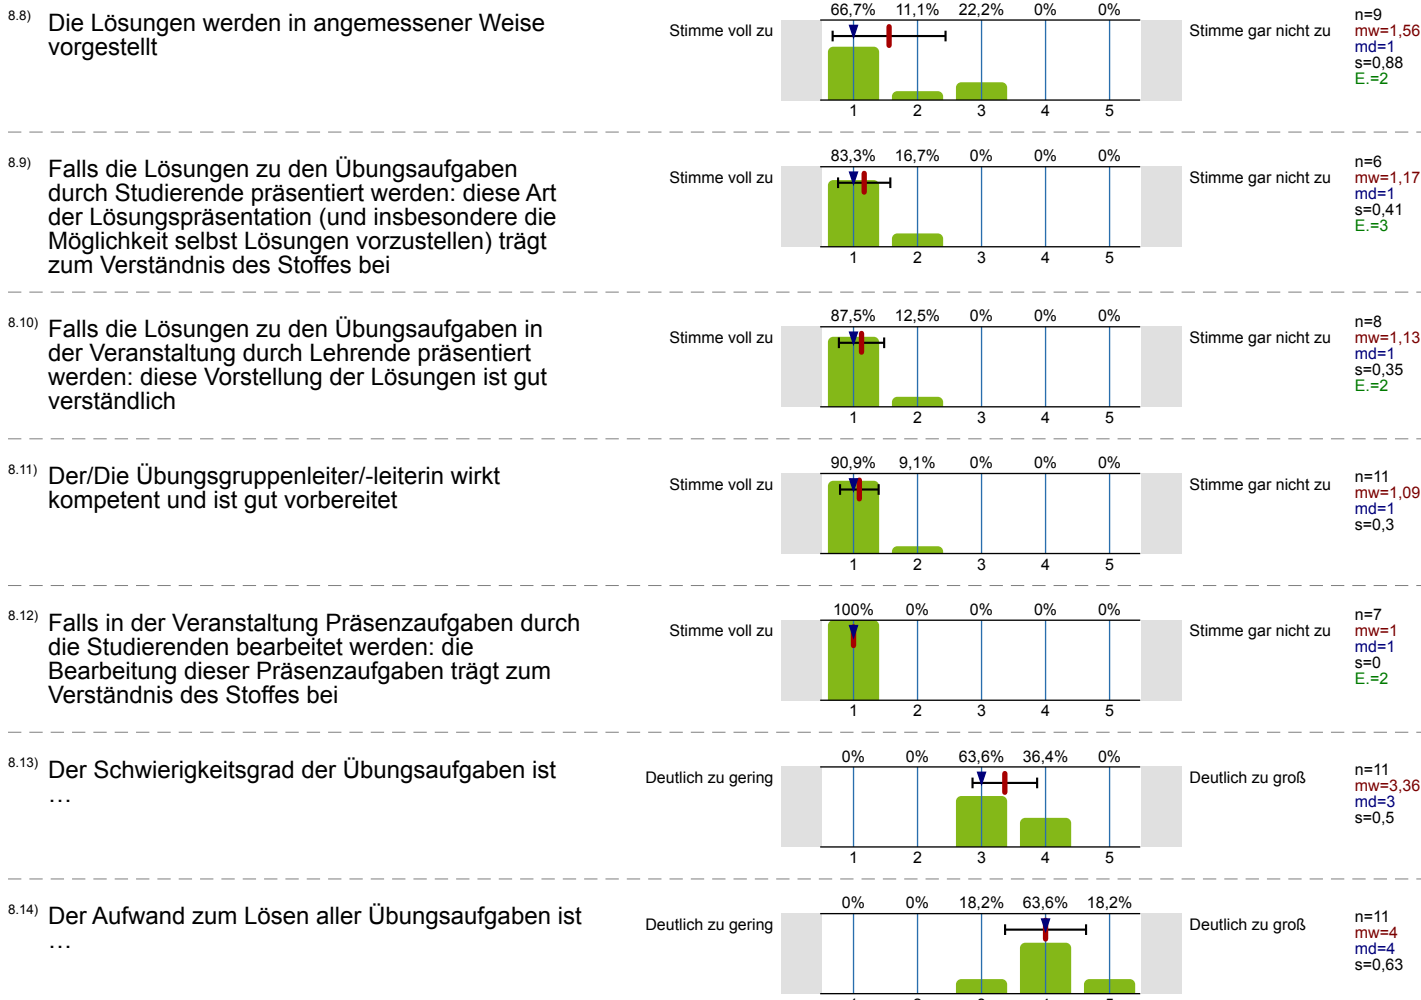 8.8) Die Lösungen werden in angemessener Weise
vorgestellt
Stimme voll zu
66,7% 11,1% 22,2% 0% 0%
1 2 3 4 5
Stimme gar nicht zu
n=9
mw=1,56
md=1
s=0,88
E.=2
8.9) Falls die Lösungen zu den Übungsaufgaben
durch Studierende präsentiert werden: diese Art
der Lösungspräsentation (und insbesondere die
Möglichkeit selbst Lösungen vorzustellen) trägt
zum Verständnis des Stoffes bei
Stimme voll zu
83,3% 16,7% 0% 0% 0%
1 2 3 4 5
Stimme gar nicht zu
n=6
mw=1,17
md=1
s=0,41
E.=3
8.10) Falls die Lösungen zu den Übungsaufgaben in
der Veranstaltung durch Lehrende präsentiert
werden: diese Vorstellung der Lösungen ist gut
verständlich
Stimme voll zu
87,5% 12,5% 0% 0% 0%
1 2 3 4 5
Stimme gar nicht zu
n=8
mw=1,13
md=1
s=0,35
E.=2
8.11) Der/Die Übungsgruppenleiter/-leiterin wirkt
kompetent und ist gut vorbereitet
Stimme voll zu
90,9% 9,1% 0% 0% 0%
1 2 3 4 5
Stimme gar nicht zu
n=11
mw=1,09
md=1
s=0,3
8.12) Falls in der Veranstaltung Präsenzaufgaben durch
die Studierenden bearbeitet werden: die
Bearbeitung dieser Präsenzaufgaben trägt zum
Verständnis des Stoffes bei
Stimme voll zu
100% 0% 0% 0% 0%
1 2 3 4 5
Stimme gar nicht zu
n=7
mw=1
md=1
s=0
E.=2
8.13) Der Schwierigkeitsgrad der Übungsaufgaben ist
…
Deutlich zu gering
0% 0% 63,6% 36,4% 0%
1 2 3 4 5
Deutlich zu groß
n=11
mw=3,36
md=3
s=0,5
8.14) Der Aufwand zum Lösen aller Übungsaufgaben ist
…
Deutlich zu gering
0% 0% 18,2% 63,6% 18,2%
Deutlich zu groß
n=11
mw=4
md=4
s=0,63